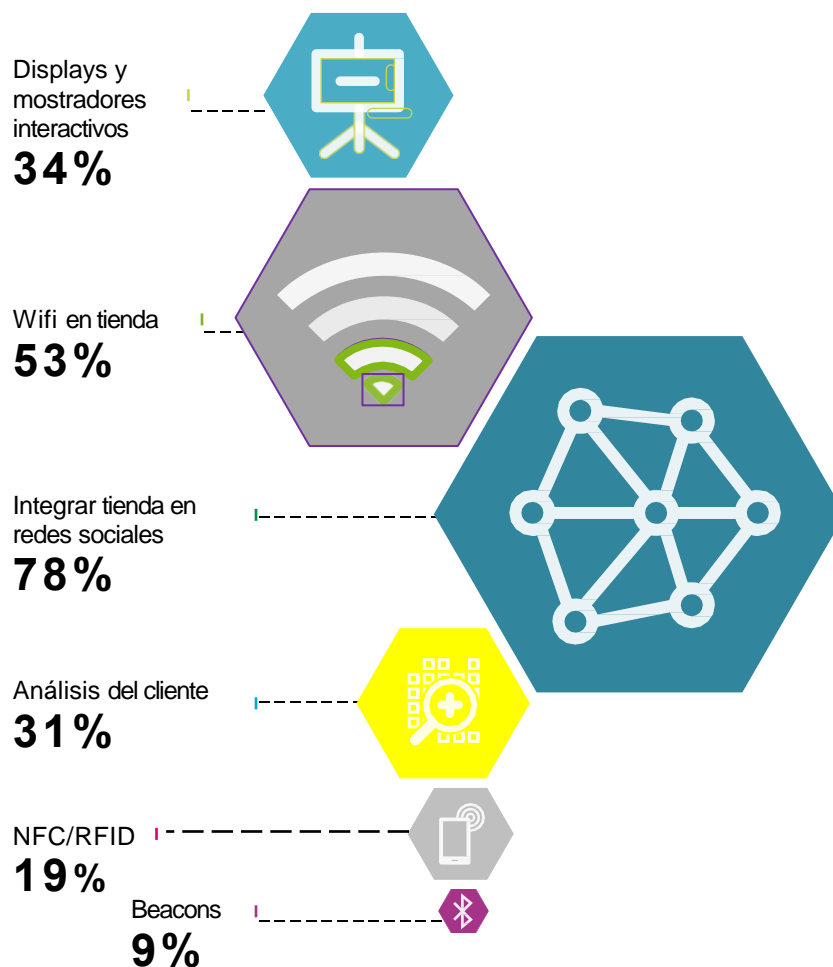 Displays y
mostradores
interactivos
34%
Wifi en tienda
53%
Integrar tienda en
redes sociales
78%
Análisis del cliente
31%
NFC/RFID
19%
Beacons
9%